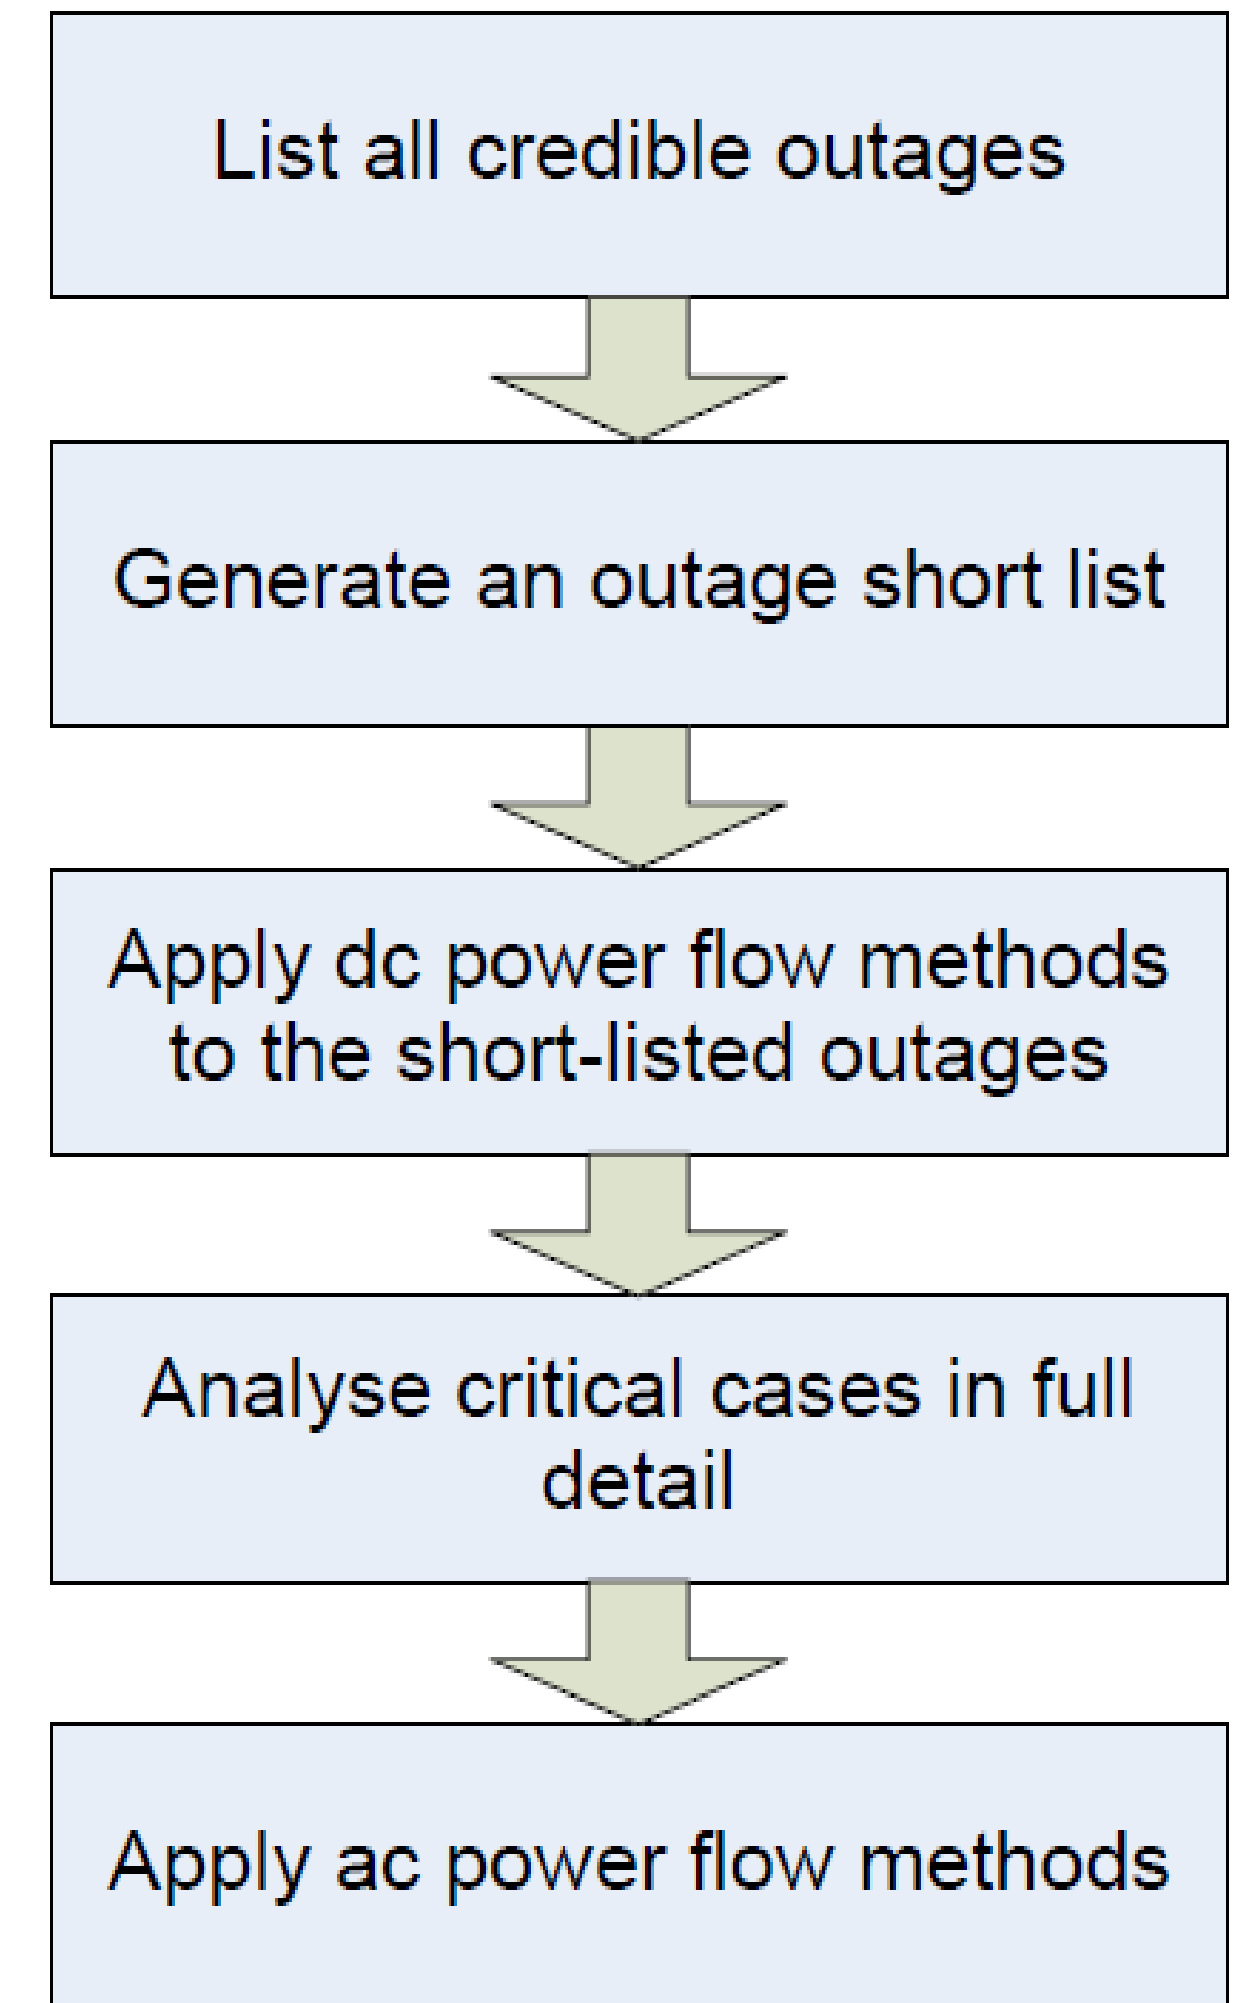 List all credible outages
Generate an outage short list
Apply dc power flow methods
to the short-listed outages
Analyse critical cases in full
detail
Apply ac power flow methods